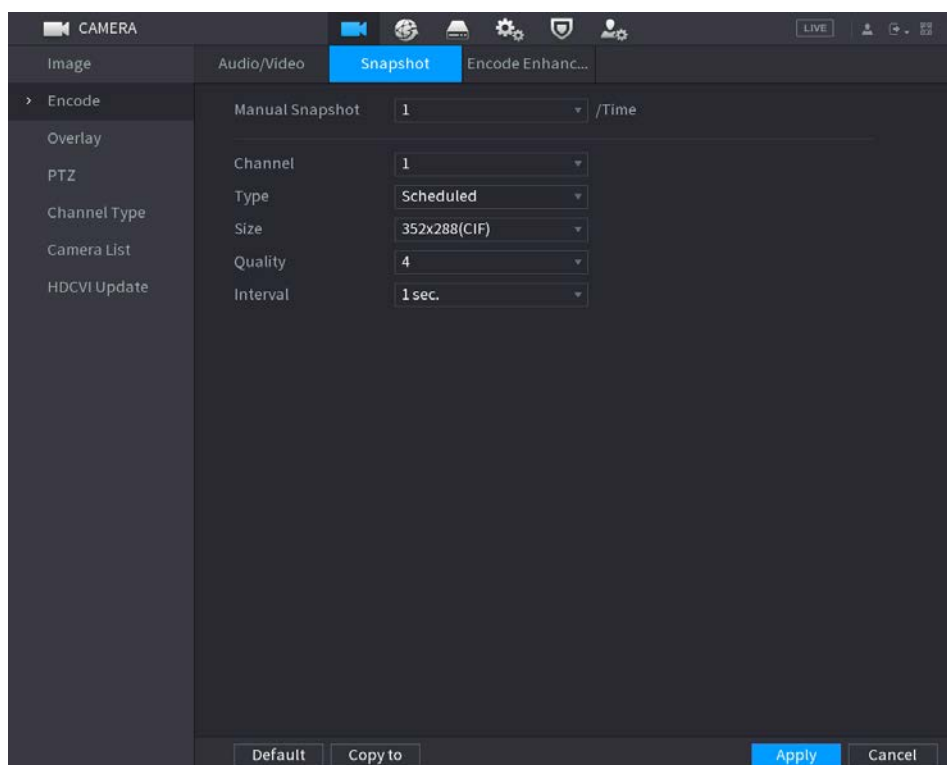 CAMERA LIVE
Image Audio/Video Snapshot Encode Enhanc...
> Encode
Manual Snapshot 1 /Time
Overlay
PTZ
Channel Type
Camera List
HDCVI Update
Channel 1
Type Scheduled
Size 352x288(CIF)
Quality 4
Interval 1 sec.
Default Copy to Apply Cancel